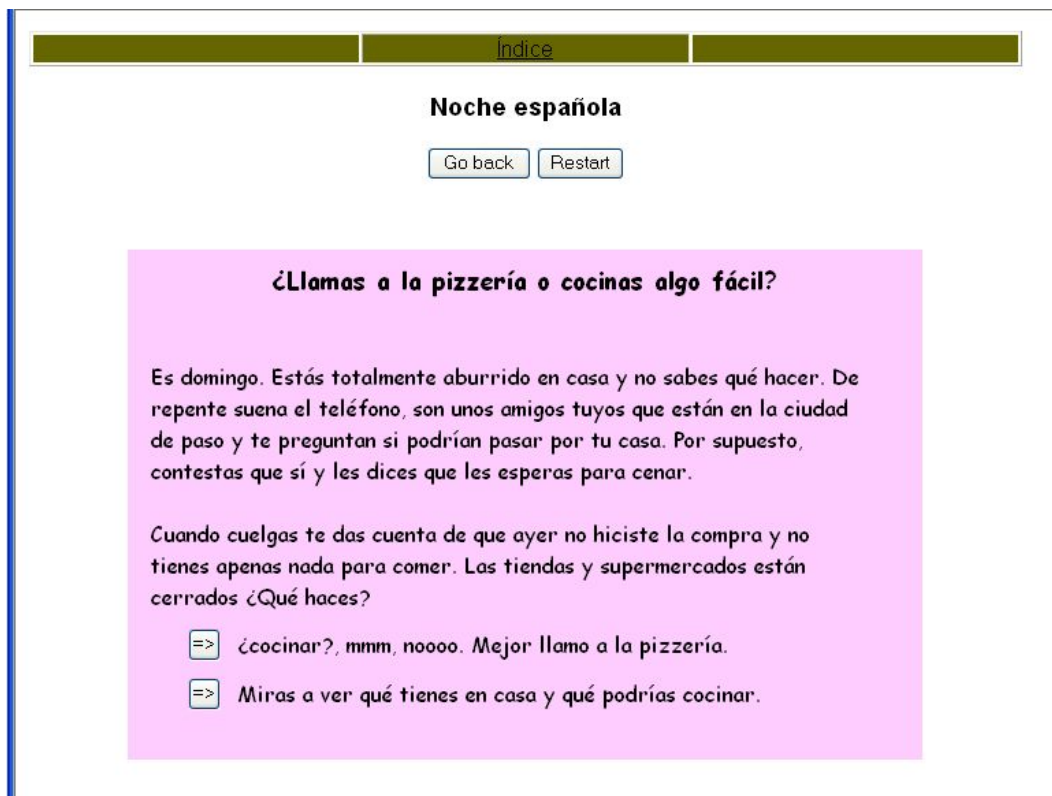 Índice
Noche española
Go back Restart
¿Llamas a la pizzería o cocinas algo fácil?
Es domingo. Estás totalmente aburrido en casa y no sabes qué hacer. De
repente suena el teléfono, son unos amigos tuyos que están en la ciudad
de paso y te preguntan si podrían pasar por tu casa. Por supuesto,
contestas que sí y les dices que les esperas para cenar.
Cuando cuelgas te das cuenta de que ayer no hiciste la compra y no
tienes apenas nada para comer. Las tiendas y supermercados están
cerrados ¿Qué haces?
=> ¿cocinar?, mmm, noooo. Mejor llamo a la pizzería.
=> Miras a ver qué tienes en casa y qué podrías cocinar.